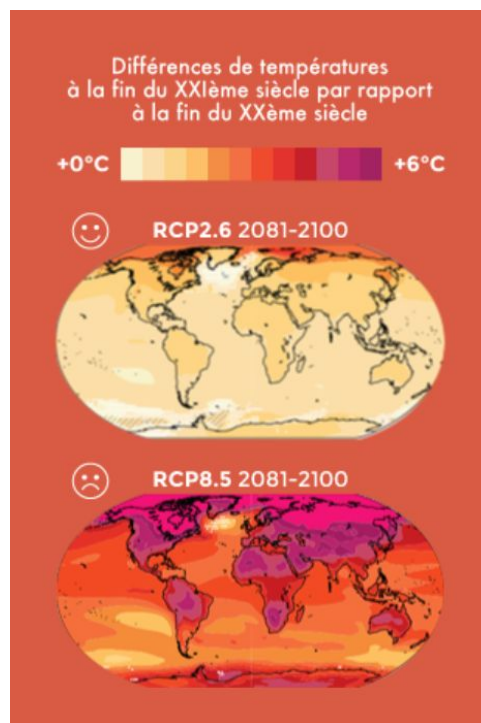 Différences de températures
à la fin du XXIème siècle par rapport
à la fin du XXème siècle
+0°C +6°C
RCP2.6 2081-2100
RCP8.5 2081-2100